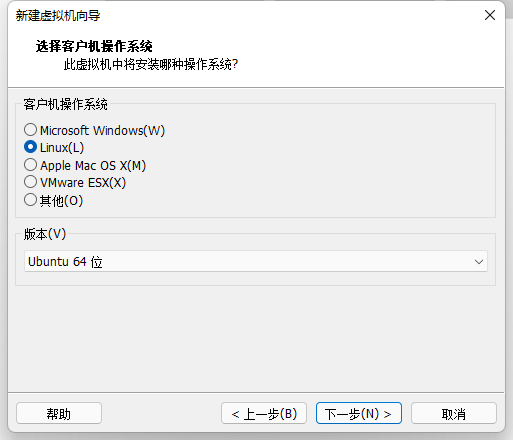 新建虚拟机向导
选择客户机操作系统
此虚拟机中将安装哪种操作系统?
客户机操作系统
Microsoft Windows(W)
Linux(L)
Apple Mac OS X(M)
VMware ESX(X)
其他(O)
版本(V)
Ubuntu 64 位
帮助
< 上一步(B)
下一步(N) >
取消